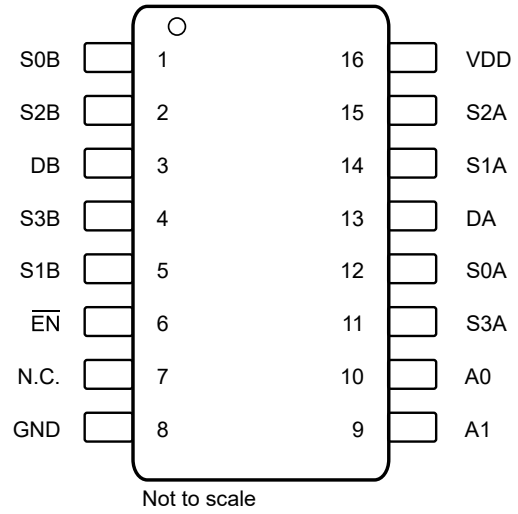 S0B 1 16 VDD
S2B 2 15 S2A
DB 3 14 S1A
S3B 4 13 DA
S1B 5 12 S0A
EN 6 11 S3A
N.C. 7 10 A0
GND 8 9 A1
Not to scale